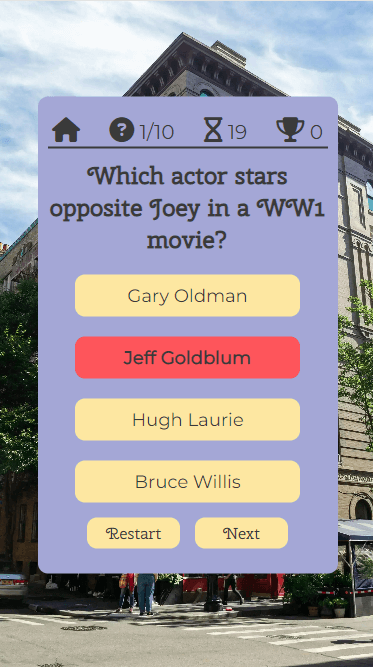 ? 1/10 19 0
Which actor stars
opposite Joey in a WW1
movie?
Gary Oldman
Jeff Goldblum
Hugh Laurie
Bruce Willis
Restart Next